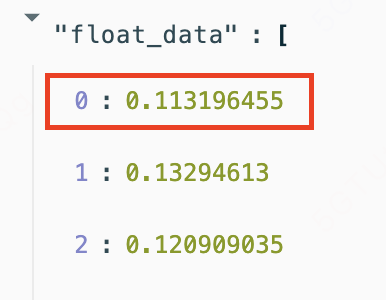 "float_data" : [
0 : 0.113196455
1 : 0.13294613
2 : 0.120909035